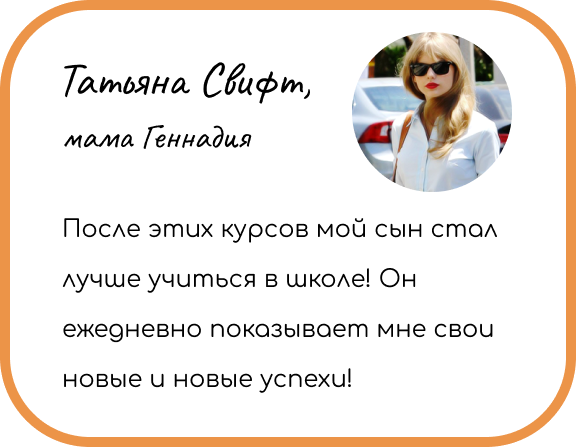 Татьяна Свифт,
мама Геннадия
После этих курсов мой сын стал
лучше учиться в школе! Он
ежедневно показывает мне свои
новые и новые успехи!